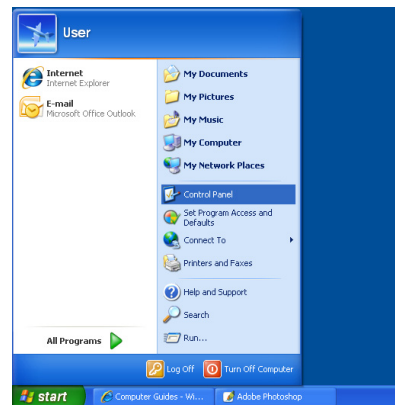 User
Internet
Internet Explorer
E-mail
Microsoft Office Outlook
All Programs
My Documents
My Pictures
My Music
My Computer
My Network Places
Control Panel
Set Program Access and
Defaults
Connect To
Printers and Faxes
Help and Support
Search
Run...
Log Off
Turn Off Computer
start
Computer Guides - Wi...
Adobe Photoshop